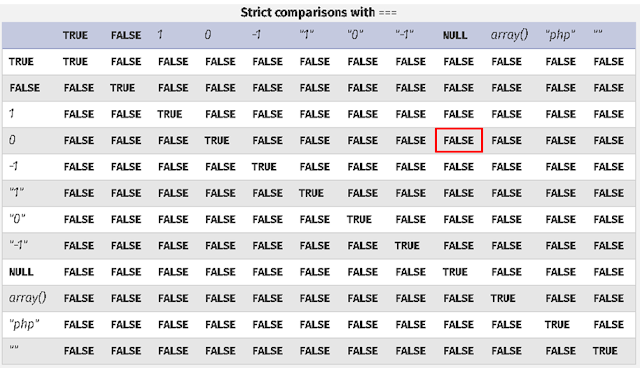 Strict comparisons with ===
TRUE FALSE 1 0 -1 "1" "0" "-1" NULL array() "php" ""
TRUE TRUE FALSE FALSE FALSE FALSE FALSE FALSE FALSE FALSE FALSE FALSE FALSE
FALSE FALSE TRUE FALSE FALSE FALSE FALSE FALSE FALSE FALSE FALSE FALSE FALSE
1 FALSE FALSE TRUE FALSE FALSE FALSE FALSE FALSE FALSE FALSE FALSE FALSE
0 FALSE FALSE FALSE TRUE FALSE FALSE FALSE FALSE FALSE FALSE FALSE FALSE
-1 FALSE FALSE FALSE FALSE TRUE FALSE FALSE FALSE FALSE FALSE FALSE FALSE
"1" FALSE FALSE FALSE FALSE FALSE TRUE FALSE FALSE FALSE FALSE FALSE FALSE
"0" FALSE FALSE FALSE FALSE FALSE FALSE TRUE FALSE FALSE FALSE FALSE FALSE
"-1" FALSE FALSE FALSE FALSE FALSE FALSE FALSE TRUE FALSE FALSE FALSE FALSE
NULL FALSE FALSE FALSE FALSE FALSE FALSE FALSE FALSE TRUE FALSE FALSE FALSE
array() FALSE FALSE FALSE FALSE FALSE FALSE FALSE FALSE FALSE TRUE FALSE FALSE
"php" FALSE FALSE FALSE FALSE FALSE FALSE FALSE FALSE FALSE FALSE TRUE FALSE
"" FALSE FALSE FALSE FALSE FALSE FALSE FALSE FALSE FALSE FALSE FALSE TRUE